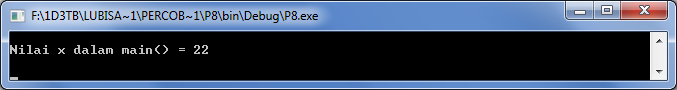 F:\1D3TB\LUBISA~1\PERCOB~1\P8\bin\Debug\P8.exe
Nilai x dalam main() = 22